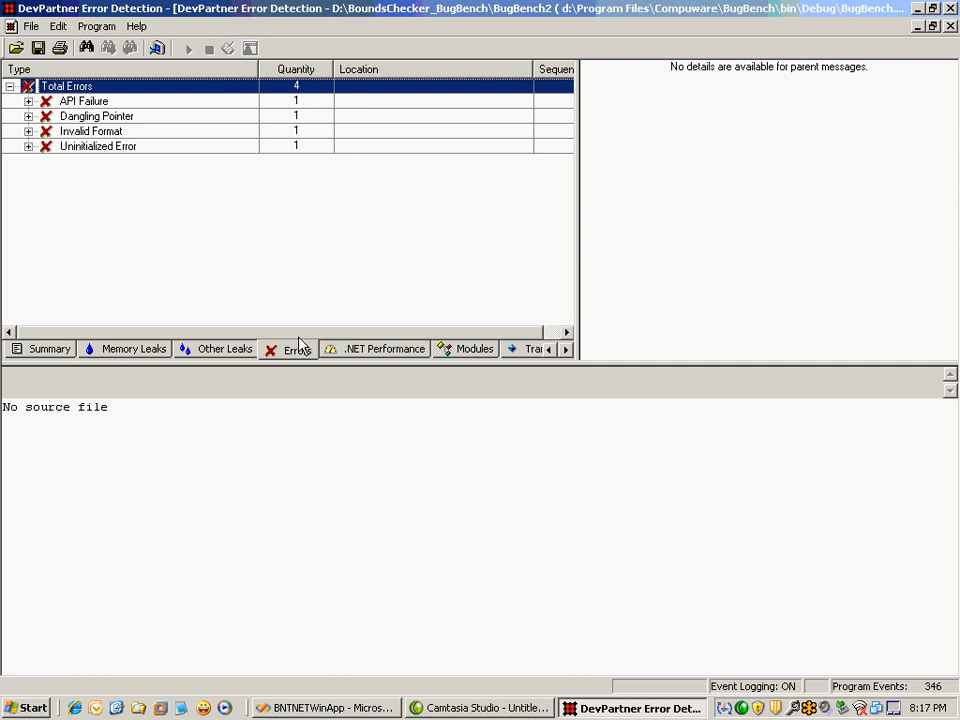 DevPartner Error Detection - [DevPartner Error Detection - D:\BoundsChecker_BugBench\BugBench2 ( d:\Program Files\Compuware\BugBench\bin\Debug\BugBench....
File Edit Program Help
Type Quantity Location Sequen
Total Errors 4
API Failure 1
Dangling Pointer 1
Invalid Format 1
Uninitialized Error 1
No details are available for parent messages.
Summary Memory Leaks Other Leaks Errors .NET Performance Modules Tra
No source file
Event Logging: ON Program Events: 346
Start BNTNETWinApp - Micros... Camtasia Studio - Untitle... DevPartner Error Det... 8:17 PM